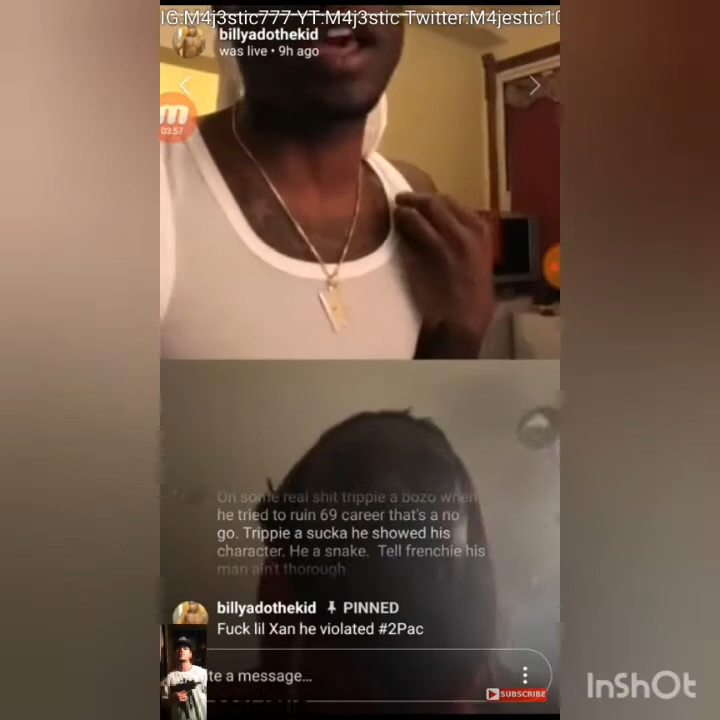 IG:M4j3stic777 YT:M4j3stic Twitter:M4jestic10
billyadothekid
was live • 9h ago
m
03:57
On some real shit trippie a bozo when
he tried to ruin 69 career that's a no
go. Trippie a sucka he showed his
character. He a snake. Tell frenchie his
man ain't thorough.
billyadothekid PINNED
Fuck lil Xan he violated #2Pac
te a message...
SUBSCRIBE
InShOt